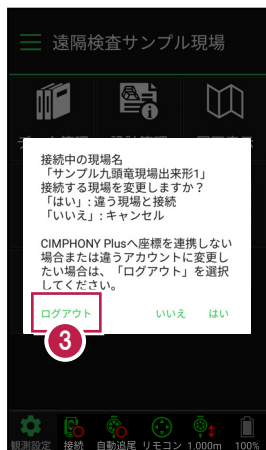 遠隔検査サンプル現場
接続中の現場名
「サンプル九頭竜現場出来形1」
接続する現場を変更しますか？
「はい」: 違う現場と接続
「いいえ」: キャンセル
CIMPHONY Plusへ座標を連携しない
場合または違うアカウントに変更し
たい場合は、「ログアウト」を選択
してください。
ログアウト いいえ はい
3
観測設定 接続 自動追尾 リモコン 1.000m 100%